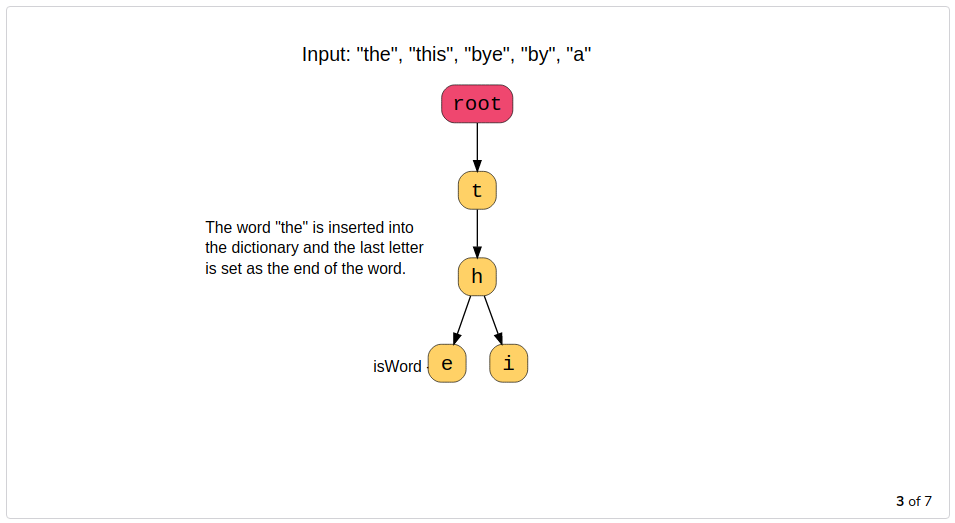 Input: "the", "this", "bye", "by", "a"
root
t
The word "the" is inserted into
the dictionary and the last letter
is set as the end of the word.
h
isWord -
e
i
3 of 7